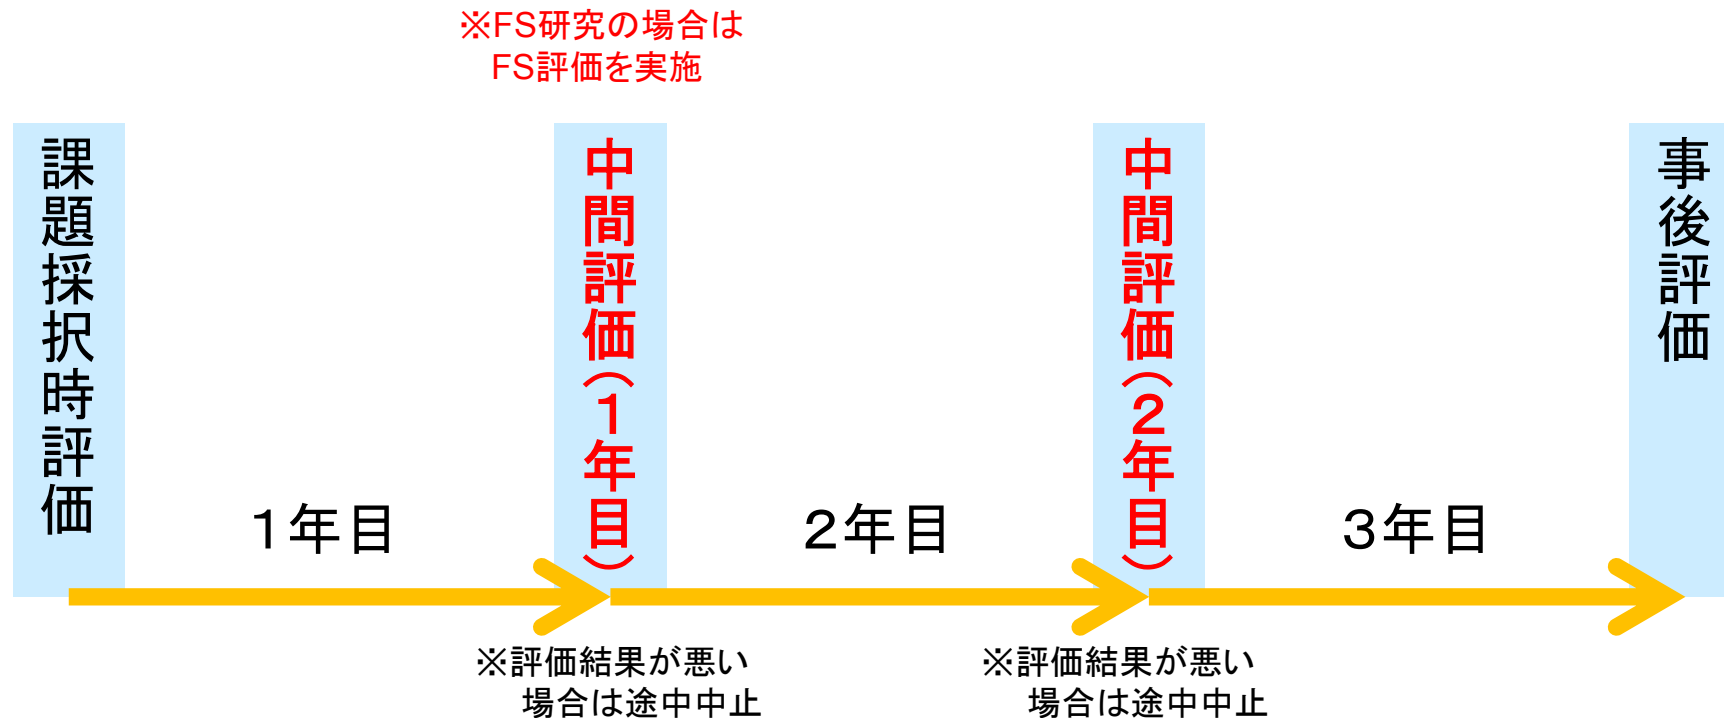 ※FS研究の場合は
FS評価を実施
課題採択時評価
中間評価（１年目）
中間評価（２年目）
事後評価
１年目
２年目
３年目
※評価結果が悪い
場合は途中中止
※評価結果が悪い
場合は途中中止